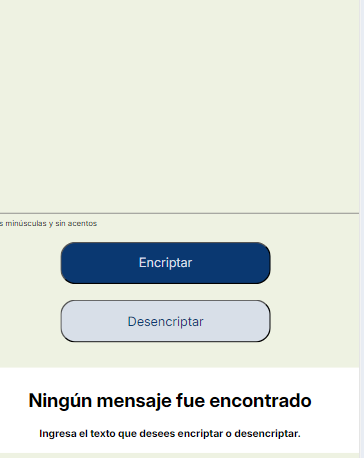 s minúsculas y sin acentos
Encriptar
Desencriptar
Ningún mensaje fue encontrado
Ingresa el texto que desees encriptar o desencriptar.